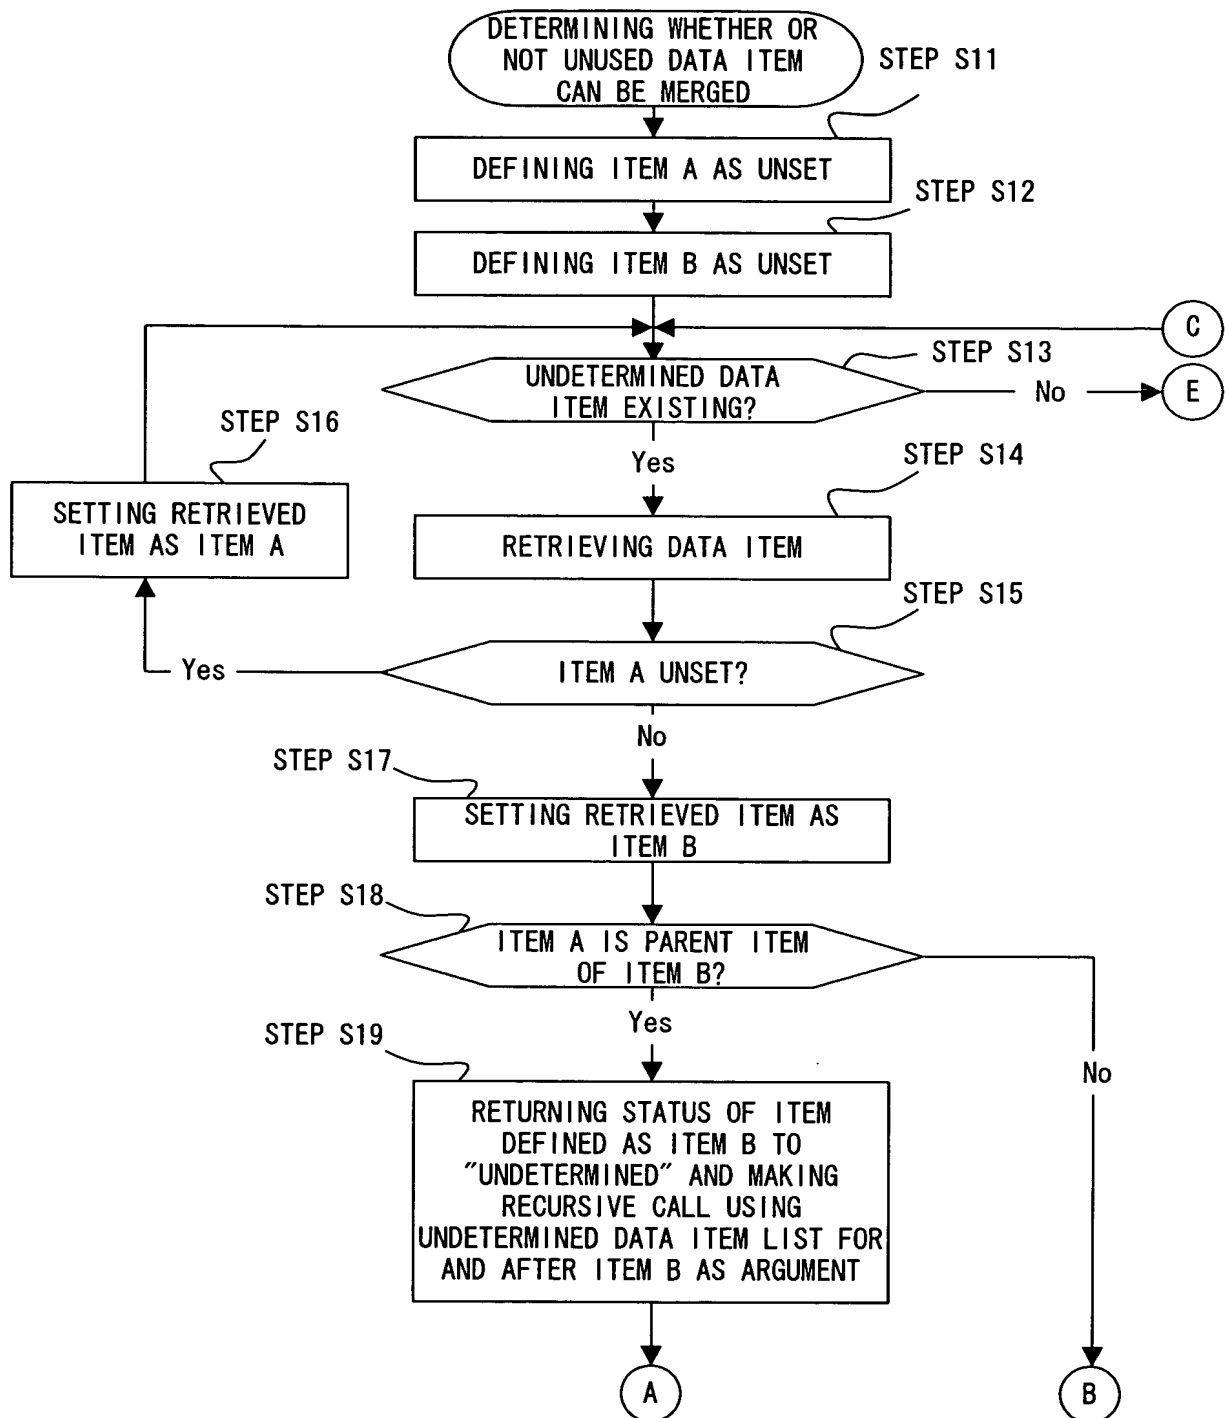 DETERMINING WHETHER OR
NOT UNUSED DATA ITEM
CAN BE MERGED
STEP S11
DEFINING ITEM A AS UNSET
STEP S12
DEFINING ITEM B AS UNSET
C
STEP S13
UNDETERMINED DATA
ITEM EXISTING?
No
E
STEP S16
Yes
STEP S14
SETTING RETRIEVED
ITEM AS ITEM A
RETRIEVING DATA ITEM
STEP S15
Yes
ITEM A UNSET?
No
STEP S17
SETTING RETRIEVED ITEM AS
ITEM B
STEP S18
ITEM A IS PARENT ITEM
OF ITEM B?
Yes
STEP S19
No
RETURNING STATUS OF ITEM
DEFINED AS ITEM B TO
"UNDETERMINED" AND MAKING
RECURSIVE CALL USING
UNDETERMINED DATA ITEM LIST FOR
AND AFTER ITEM B AS ARGUMENT
A
B